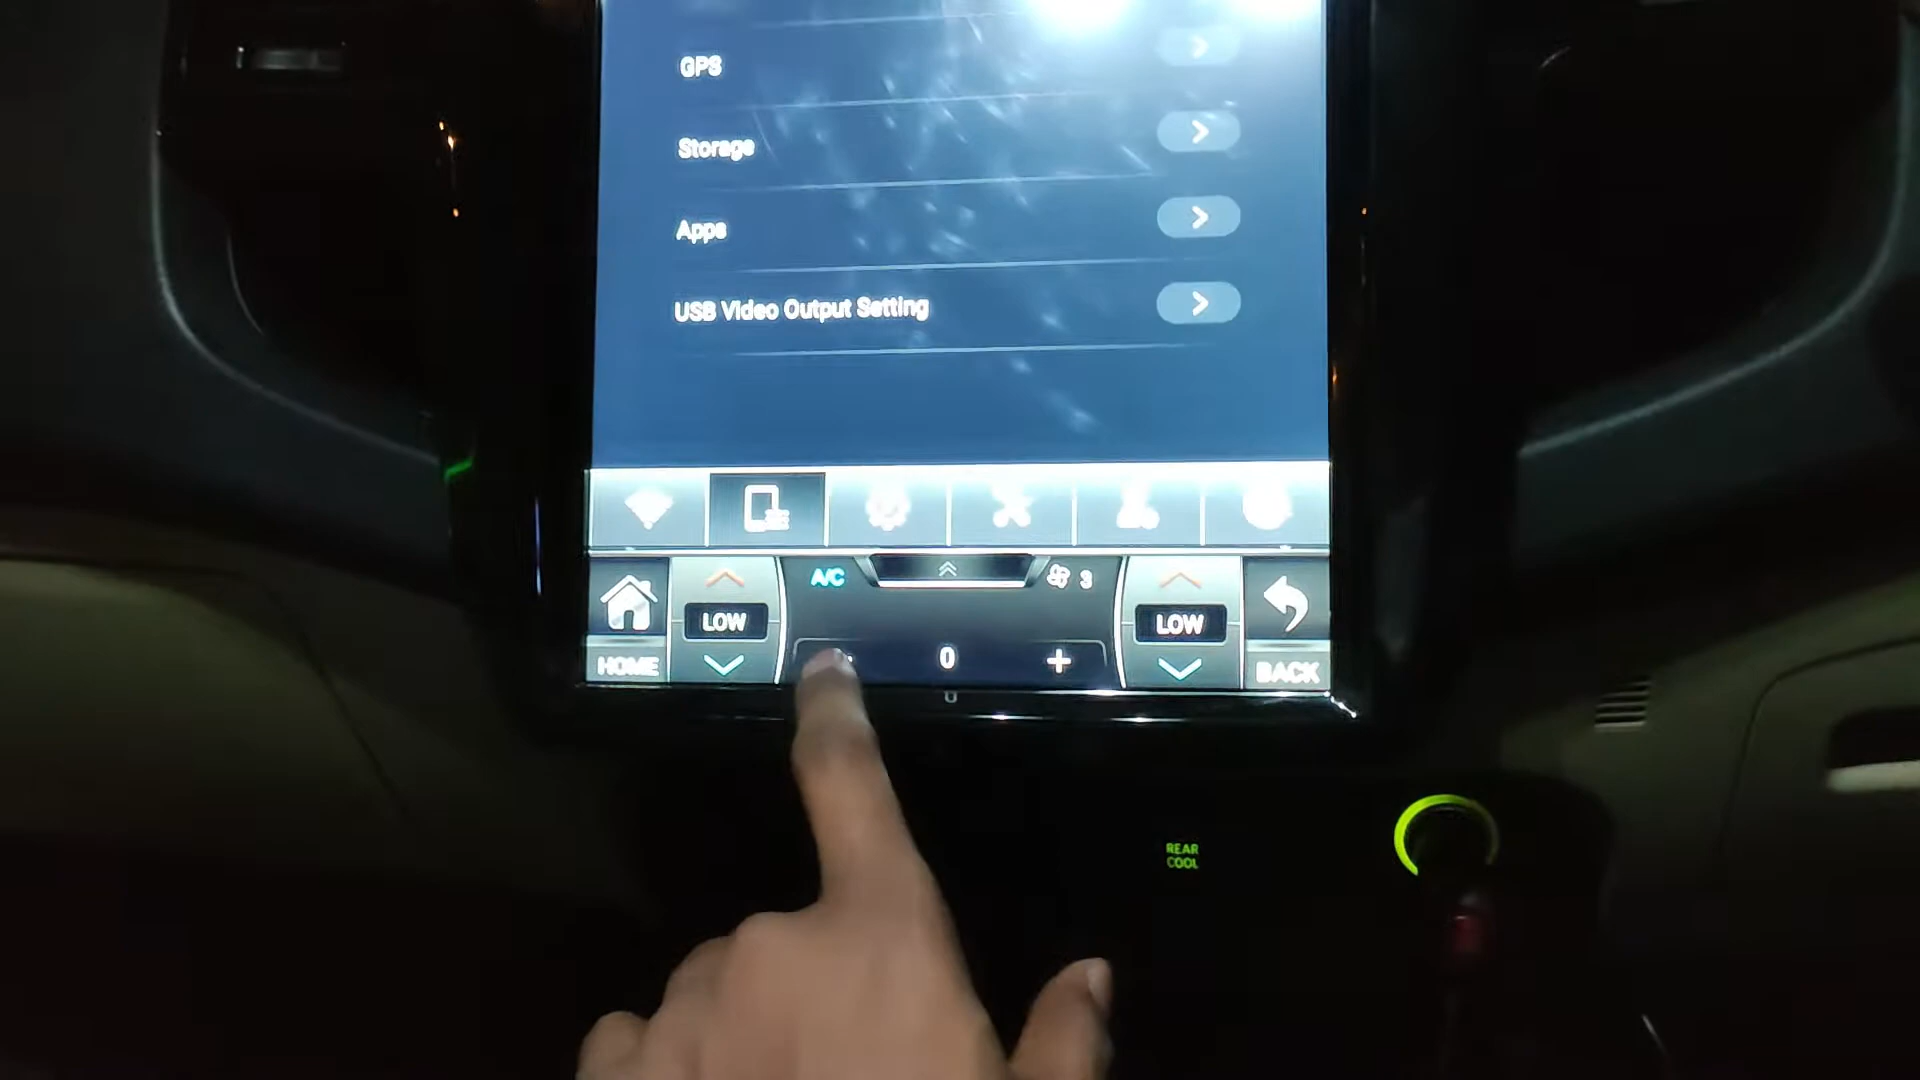 GPS
Storage
Apps
USB Video Output Setting
A/C
3
LOW
LOW
HOME
0
+
BACK
REAR
COOL